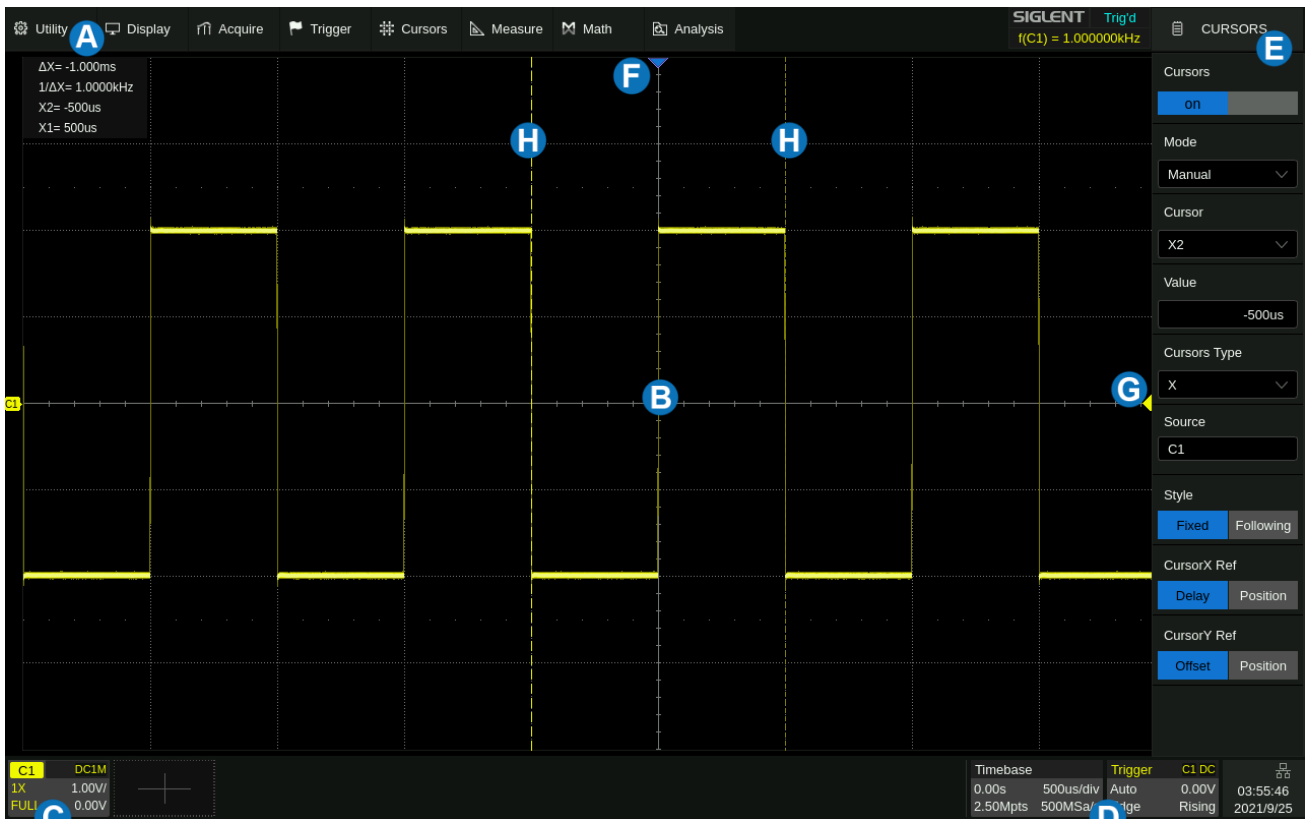 Utility Display Acquire Trigger Cursors Measure Math Analysis
SIGLENT Trig'd
f(C1) = 1.000000kHz
CURSORS
A
E
F
ΔX= -1.000ms
1/ΔX= 1.0000kHz
X2= -500us
X1= 500us
H
H
B
G
C1
Cursors
on
Mode
Manual
Cursor
X2
Value
-500us
Cursors Type
X
Source
C1
Style
Fixed Following
CursorX Ref
Delay Position
CursorY Ref
Offset Position
C1 DC1M
1X 1.00V/
FULL 0.00V
C
Timebase
0.00s 500us/div
2.50Mpts 500MSa/
D
Trigger C1 DC
Auto 0.00V
Rising
03:55:46
2021/9/25